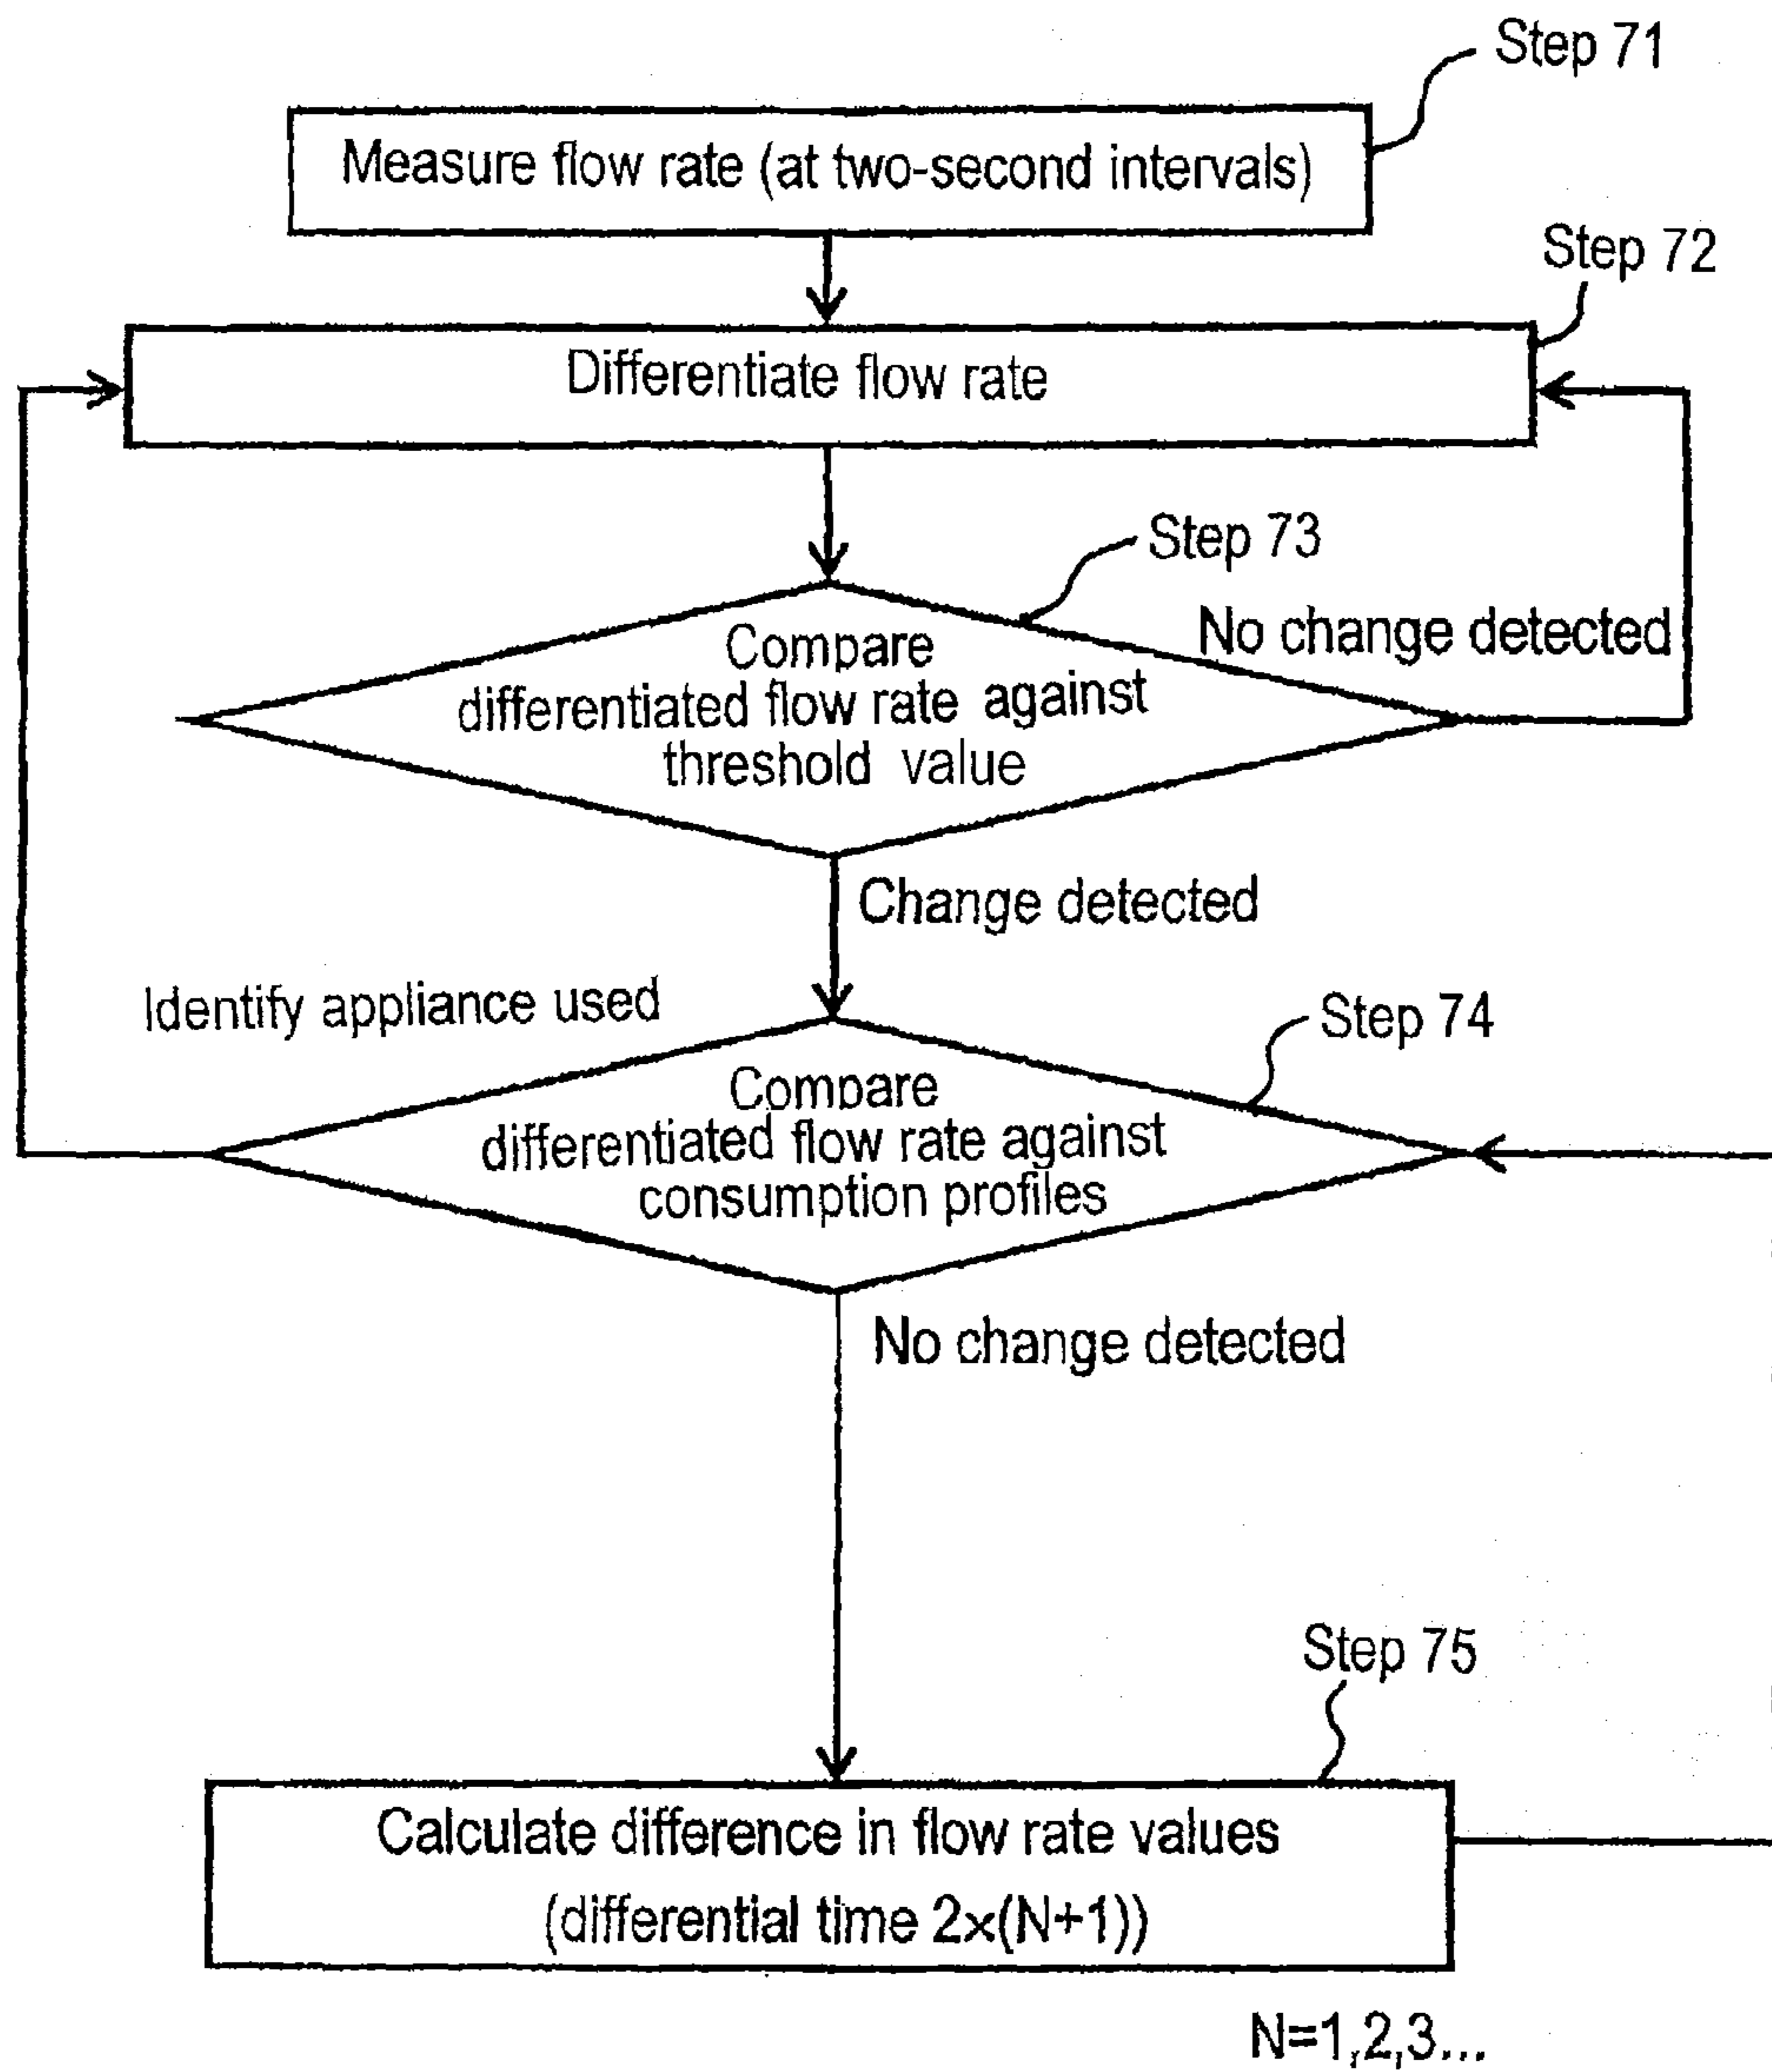 Step 71
Measure flow rate (at two-second intervals)
Step 72
Differentiate flow rate
Step 73
No change detected
Compare
differentiated flow rate against
threshold value
Change detected
Identify appliance used
Step 74
Compare
differentiated flow rate against
consumption profiles
No change detected
Step 75
Calculate difference in flow rate values
(differential time 2×(N+1))
N=1,2,3...